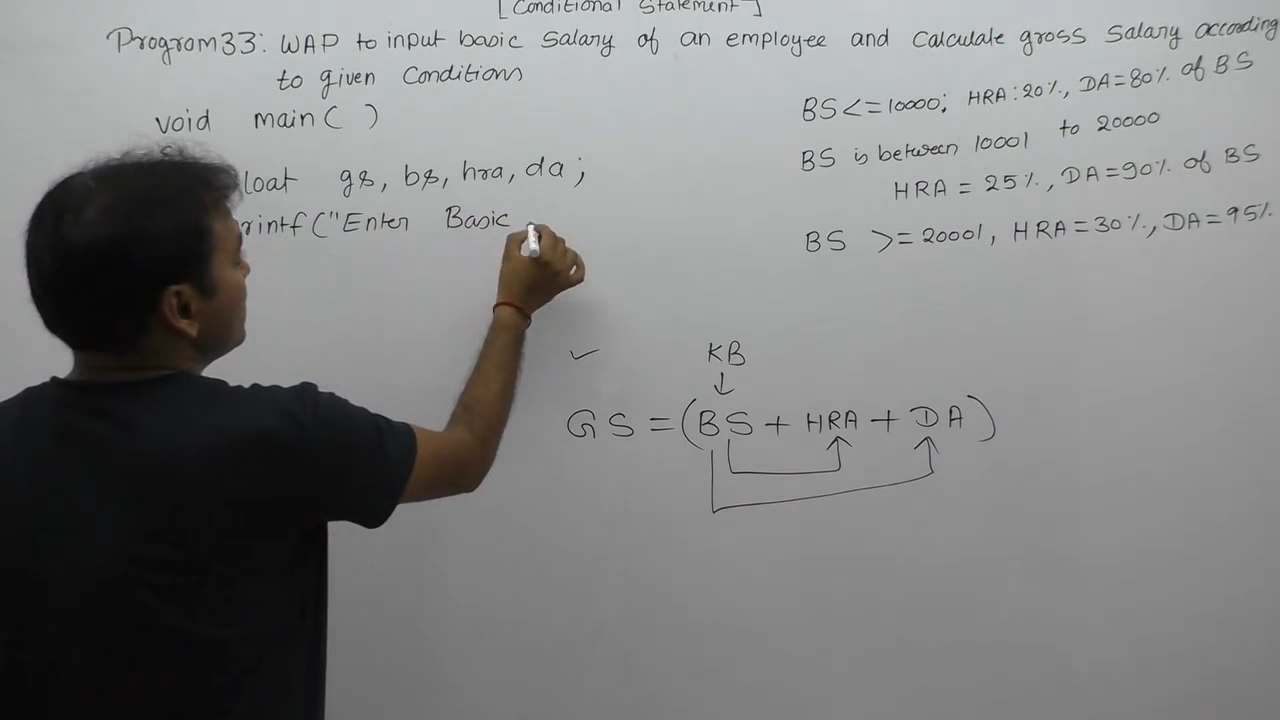 [Conditional Statement]
Program 33: WAP to input basic salary of an employee and calculate gross salary according
to given conditions
void main( )
loat gs, bs, hra, da;
rintf("Enter Basic
BS<=10000; HRA:20%, DA=80% of BS
BS is between 10001 to 20000
HRA = 25%, DA=90% of BS
BS >=20001, HRA=30%, DA=95%
KB
GS=(BS+HRA+DA)